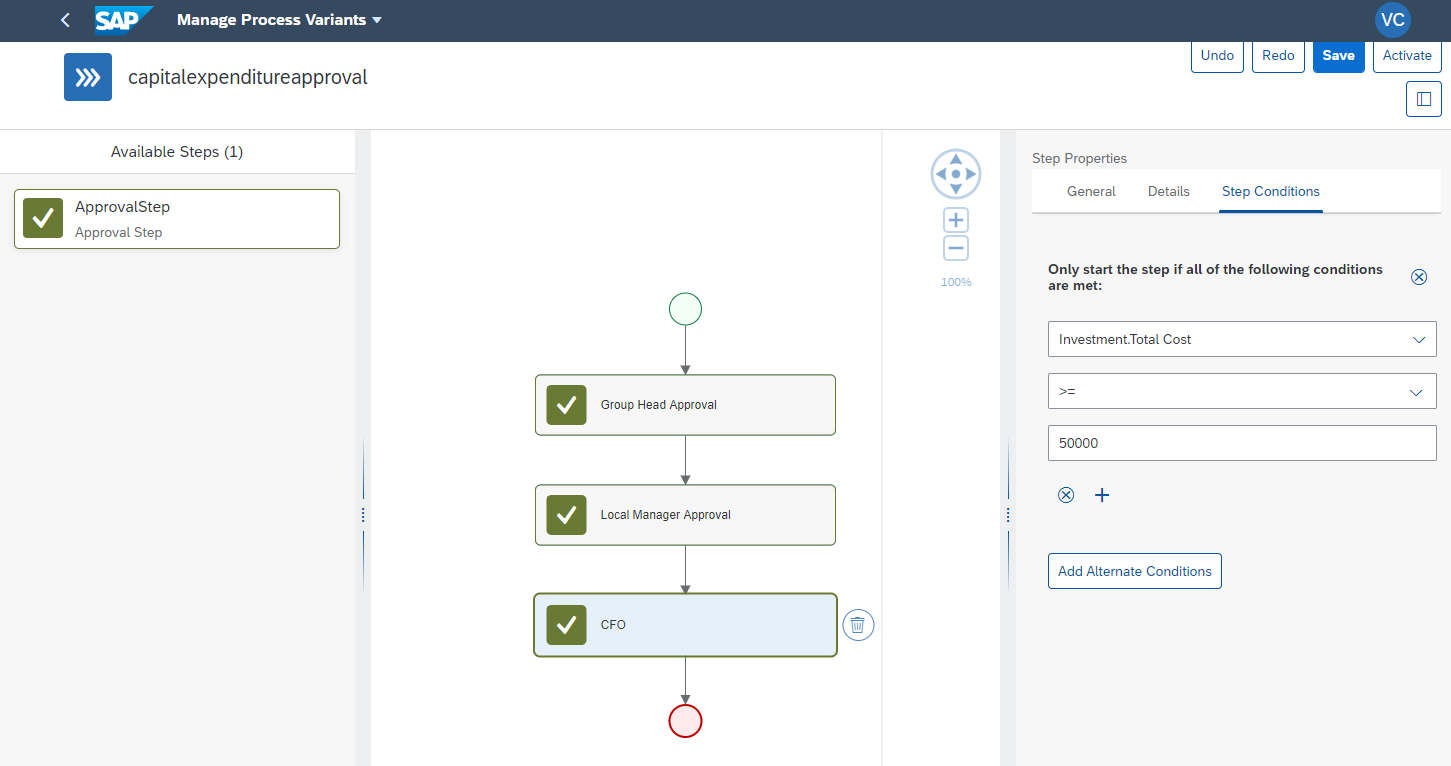 SAP Manage Process Variants
VC
capitalexpenditureapproval
Undo Redo Save Activate
Available Steps (1)
ApprovalStep
Approval Step
100%
Group Head Approval
Local Manager Approval
CFO
Step Properties
General Details Step Conditions
Only start the step if all of the following conditions
are met:
Investment.Total Cost
>=
50000
Add Alternate Conditions